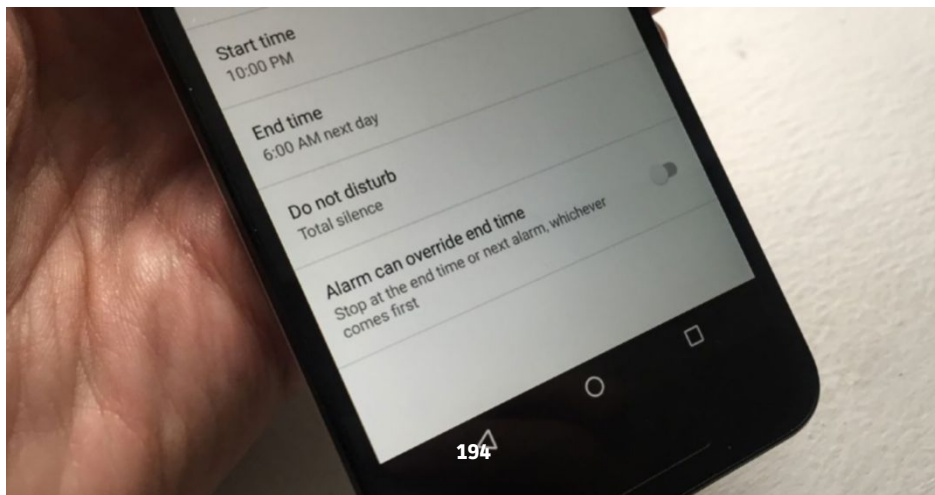 Start time
10:00 PM
End time
6:00 AM next day
Do not disturb
Total silence
Alarm can override end time
Stop at the end time or next alarm, whichever
comes first
194